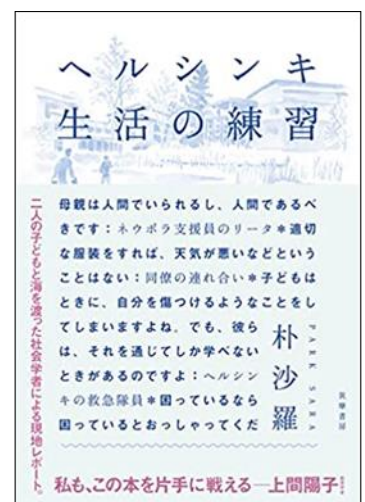 ヘルシンキ
生活の練習
母親は人間でいられるし、人間であるべ
きです：ネウボラ支援員のリータ＊適切
な服装をすれば、天気が悪いなどという
ことはない：同僚の連れ合い＊子どもは
ときに、自分を傷つけるようなことをし
てしまいますよね。でも、彼ら
は、それを通じてしか学べない
ときがあるのですよ：ヘルシン
キの救急隊員＊困っているなら
困っているとおっしゃってくだ
朴沙羅
PARK SARA
筑摩書房
二人の子どもと海を渡った社会学者による現地レポート。
私も、この本を片手に戦える―上間陽子